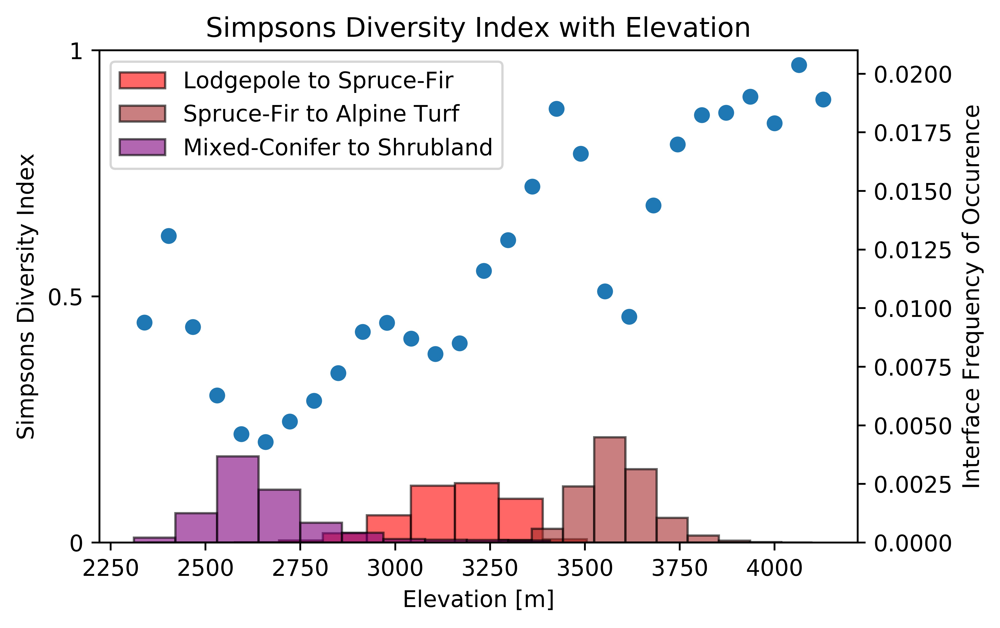 Simpsons Diversity Index with Elevation
Lodgepole to Spruce-Fir
Spruce-Fir to Alpine Turf
Mixed-Conifer to Shrubland
Simpsons Diversity Index
1
0.5
0
Interface Frequency of Occurence
0.0200
0.0175
0.0150
0.0125
0.0100
0.0075
0.0050
0.0025
0.0000
2250 2500 2750 3000 3250 3500 3750 4000
Elevation [m]